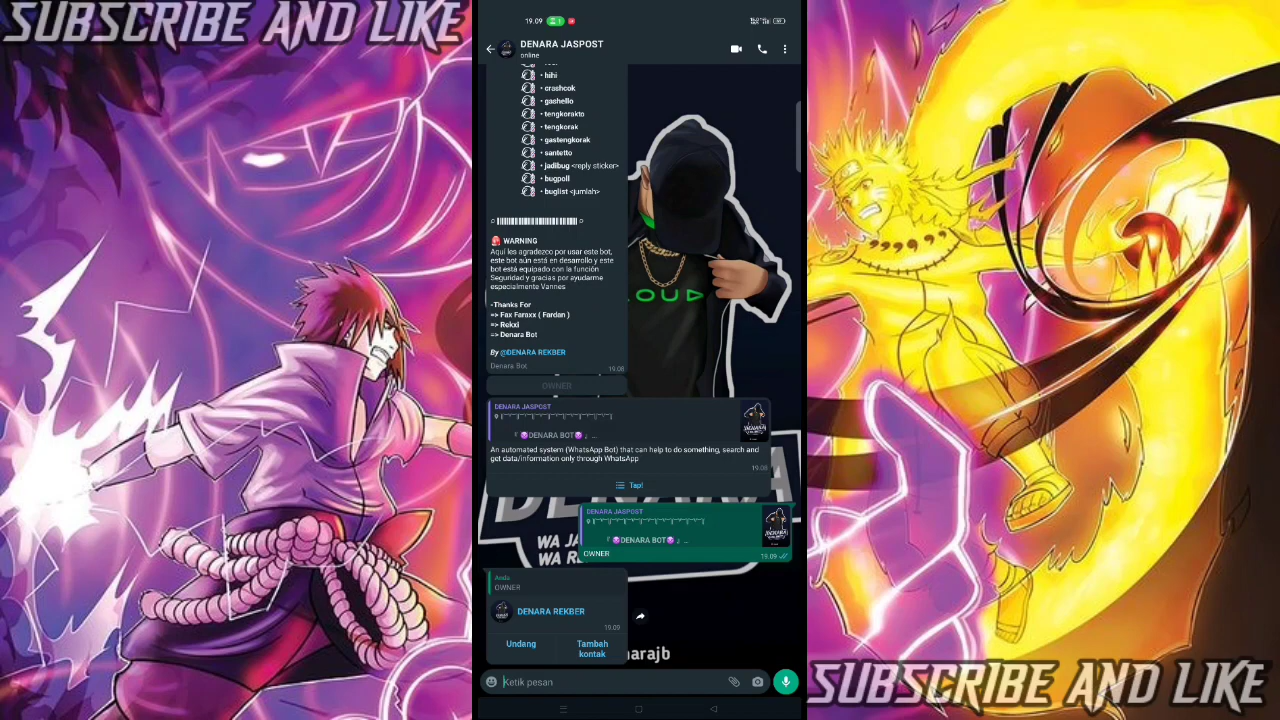 SUBSCRIBE AND LIKE
19.09
DENARA JASPOST
online
• hihi
• crashcok
• gashello
• tengkorakto
• tengkorak
• gastengkorak
• santetto
• jadibug <reply sticker>
• bugpoll
• buglist <jumlah>
WARNING
Aquí les agradezco por usar este bot,
este bot aún está en desarrollo y este
bot está equipado con la función
Seguridad y gracias por ayudarme
especialmente Vannes
-Thanks For
=> Fax Faraxx ( Fardan )
=> Rekxi
=> Denara Bot
By @DENARA REKBER
Denara Bot
19.08
OWNER
DENARA JASPOST
『 😈DENARA BOT😈 』 ...
An automated system (WhatsApp Bot) that can help to do something, search and
get data/information only through WhatsApp
19.08
Tap!
DENARA JASPOST
『 😈DENARA BOT😈 』 ...
OWNER
19.09
Anda
OWNER
DENARA REKBER
19.09
Undang
Tambah
kontak
Ketik pesan
SUBSCRIBE AND LIKE